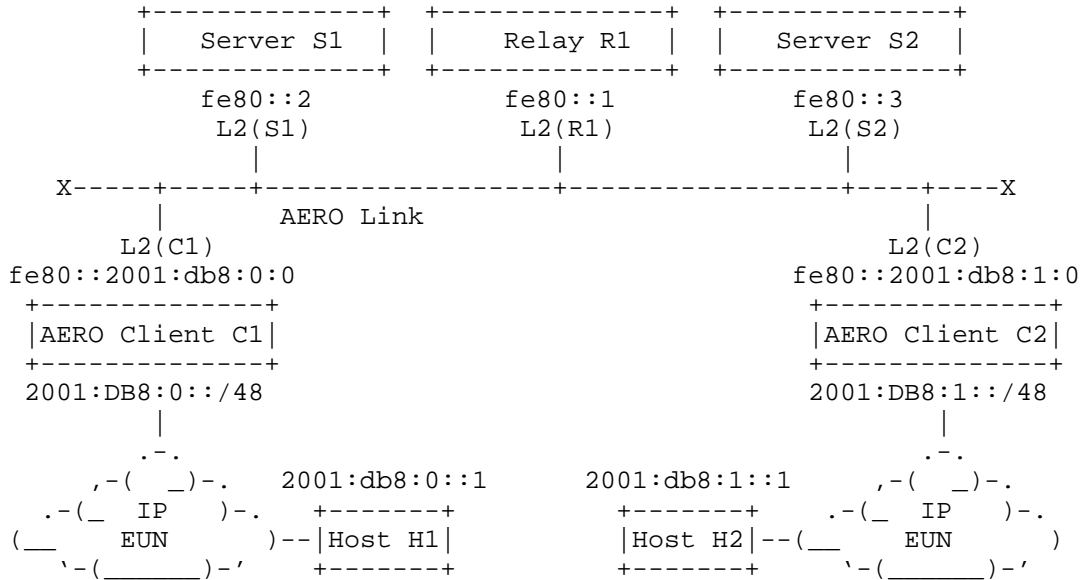 Server S1 Relay R1 Server S2
fe80::2 fe80::1 fe80::3
L2(S1) L2(R1) L2(S2)
X X
AERO Link
L2(C1) L2(C2)
fe80::2001:db8:0:0 fe80::2001:db8:1:0
AERO Client C1 AERO Client C2
2001:DB8:0::/48 2001:DB8:1::/48
2001:db8:0::1 2001:db8:1::1
IP IP
EUN Host H1 Host H2 EUN